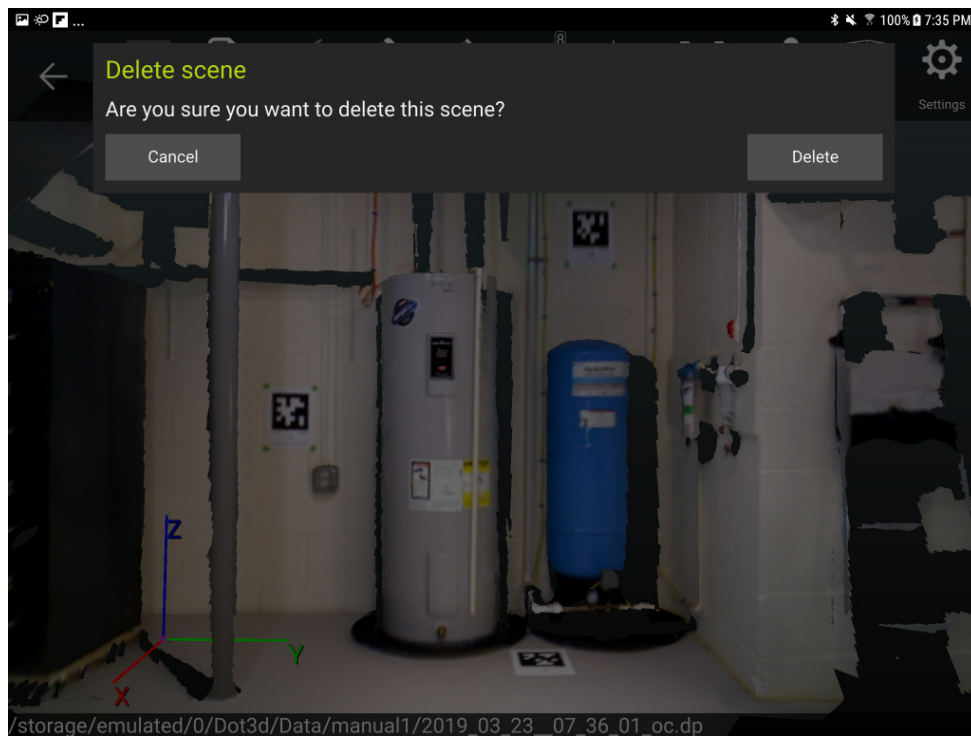 ... 100% 7:35 PM
Delete scene
Are you sure you want to delete this scene?
Cancel
Delete
8
Settings
Z
Y
X
/storage/emulated/0/Dot3d/Data/manual1/2019_03_23__07_36_01_oc.dp